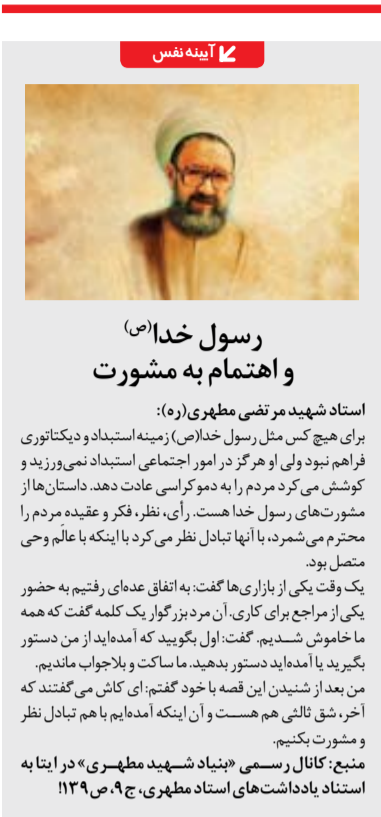 آیینه نفس
رسول خدا(ص)
و اهتمام به مشورت
استاد شهید مرتضی مطهری(ره):
برای هیچ کس مثل رسول خدا(ص) زمینه استبداد و دیکتاتوری
فراهم نبود ولی او هرگز در امور اجتماعی استبداد نمی‌ورزید و
کوشش می‌کرد مردم را به دموکراسی عادت دهد. داستان‌ها از
مشورت‌های رسول خدا هست. رأی، نظر، فکر و عقیده مردم را
محترم می‌شمرد، با آنها تبادل نظر می‌کرد با اینکه با عالَم وحی
متصل بود.
یک وقت یکی از بازاری‌ها گفت: به اتفاق عده‌ای رفتیم به حضور
یکی از مراجع برای کاری. آن مرد بزرگوار یک کلمه گفت که همه
ما خاموش شدیم. گفت: اول بگویید که آمده‌اید از من دستور
بگیرید یا آمده‌اید دستور بدهید. ما ساکت و بلاجواب ماندیم.
من بعد از شنیدن این قصه با خود گفتم: ای کاش می‌گفتند که
آخر، شق ثالثی هم هست و آن اینکه آمده‌ایم با هم تبادل نظر
و مشورت بکنیم.
منبع: کانال رسمی «بنیاد شهید مطهری» در ایتا به
استناد یادداشت‌های استاد مطهری، ج۹، ص۱۳۹!